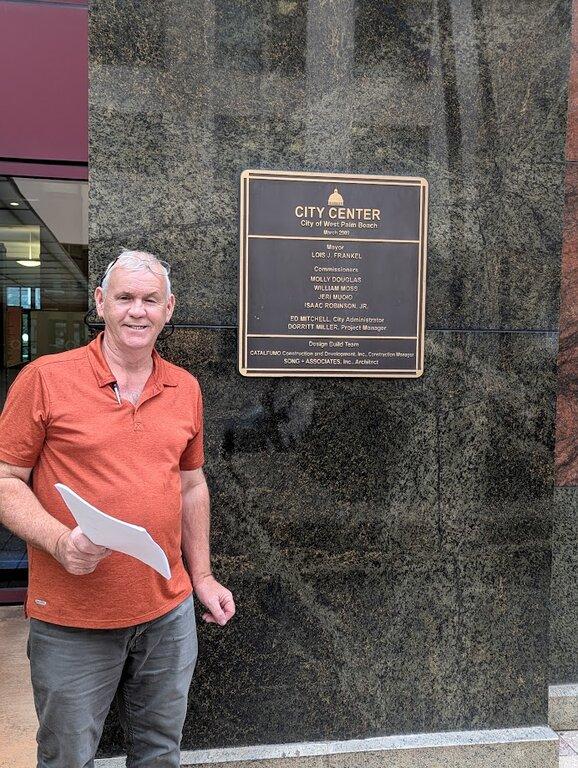 CITY CENTER
City of West Palm Beach
March 2009
Mayor
LOIS J. FRANKEL
Commissioners
MOLLY DOUGLAS
WILLIAM MOSS
JERI MUOIO
ISAAC ROBINSON, JR.
ED MITCHELL, City Administrator
DORRITT MILLER, Project Manager
Design Build Team
CATALFUMO Construction and Development, Inc., Construction Manager
SONG + ASSOCIATES, Inc., Architect